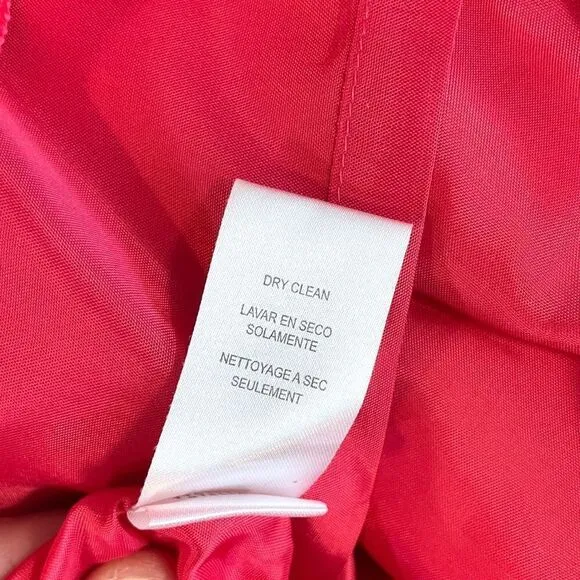 DRY CLEAN
LAVAR EN SECO
SOLAMENTE
NETTOYAGE A SEC
SEULEMENT